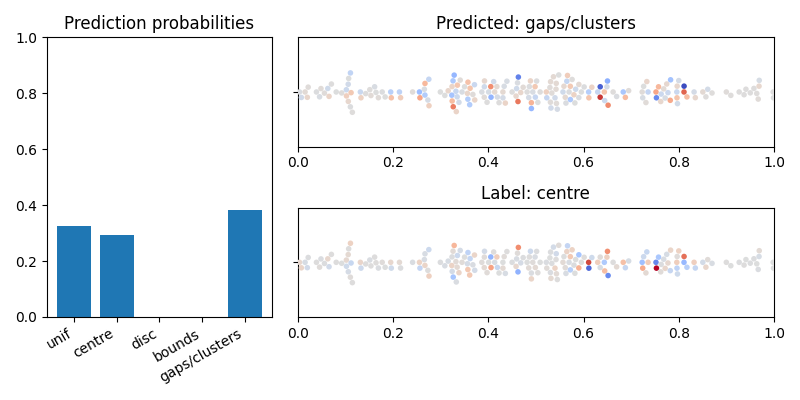 Prediction probabilities
1.0
0.8
0.6
0.4
0.2
0.0
unif
centre
disc
bounds
gaps/clusters
Predicted: gaps/clusters
0.0 0.2 0.4 0.6 0.8 1.0
Label: centre
0.0 0.2 0.4 0.6 0.8 1.0